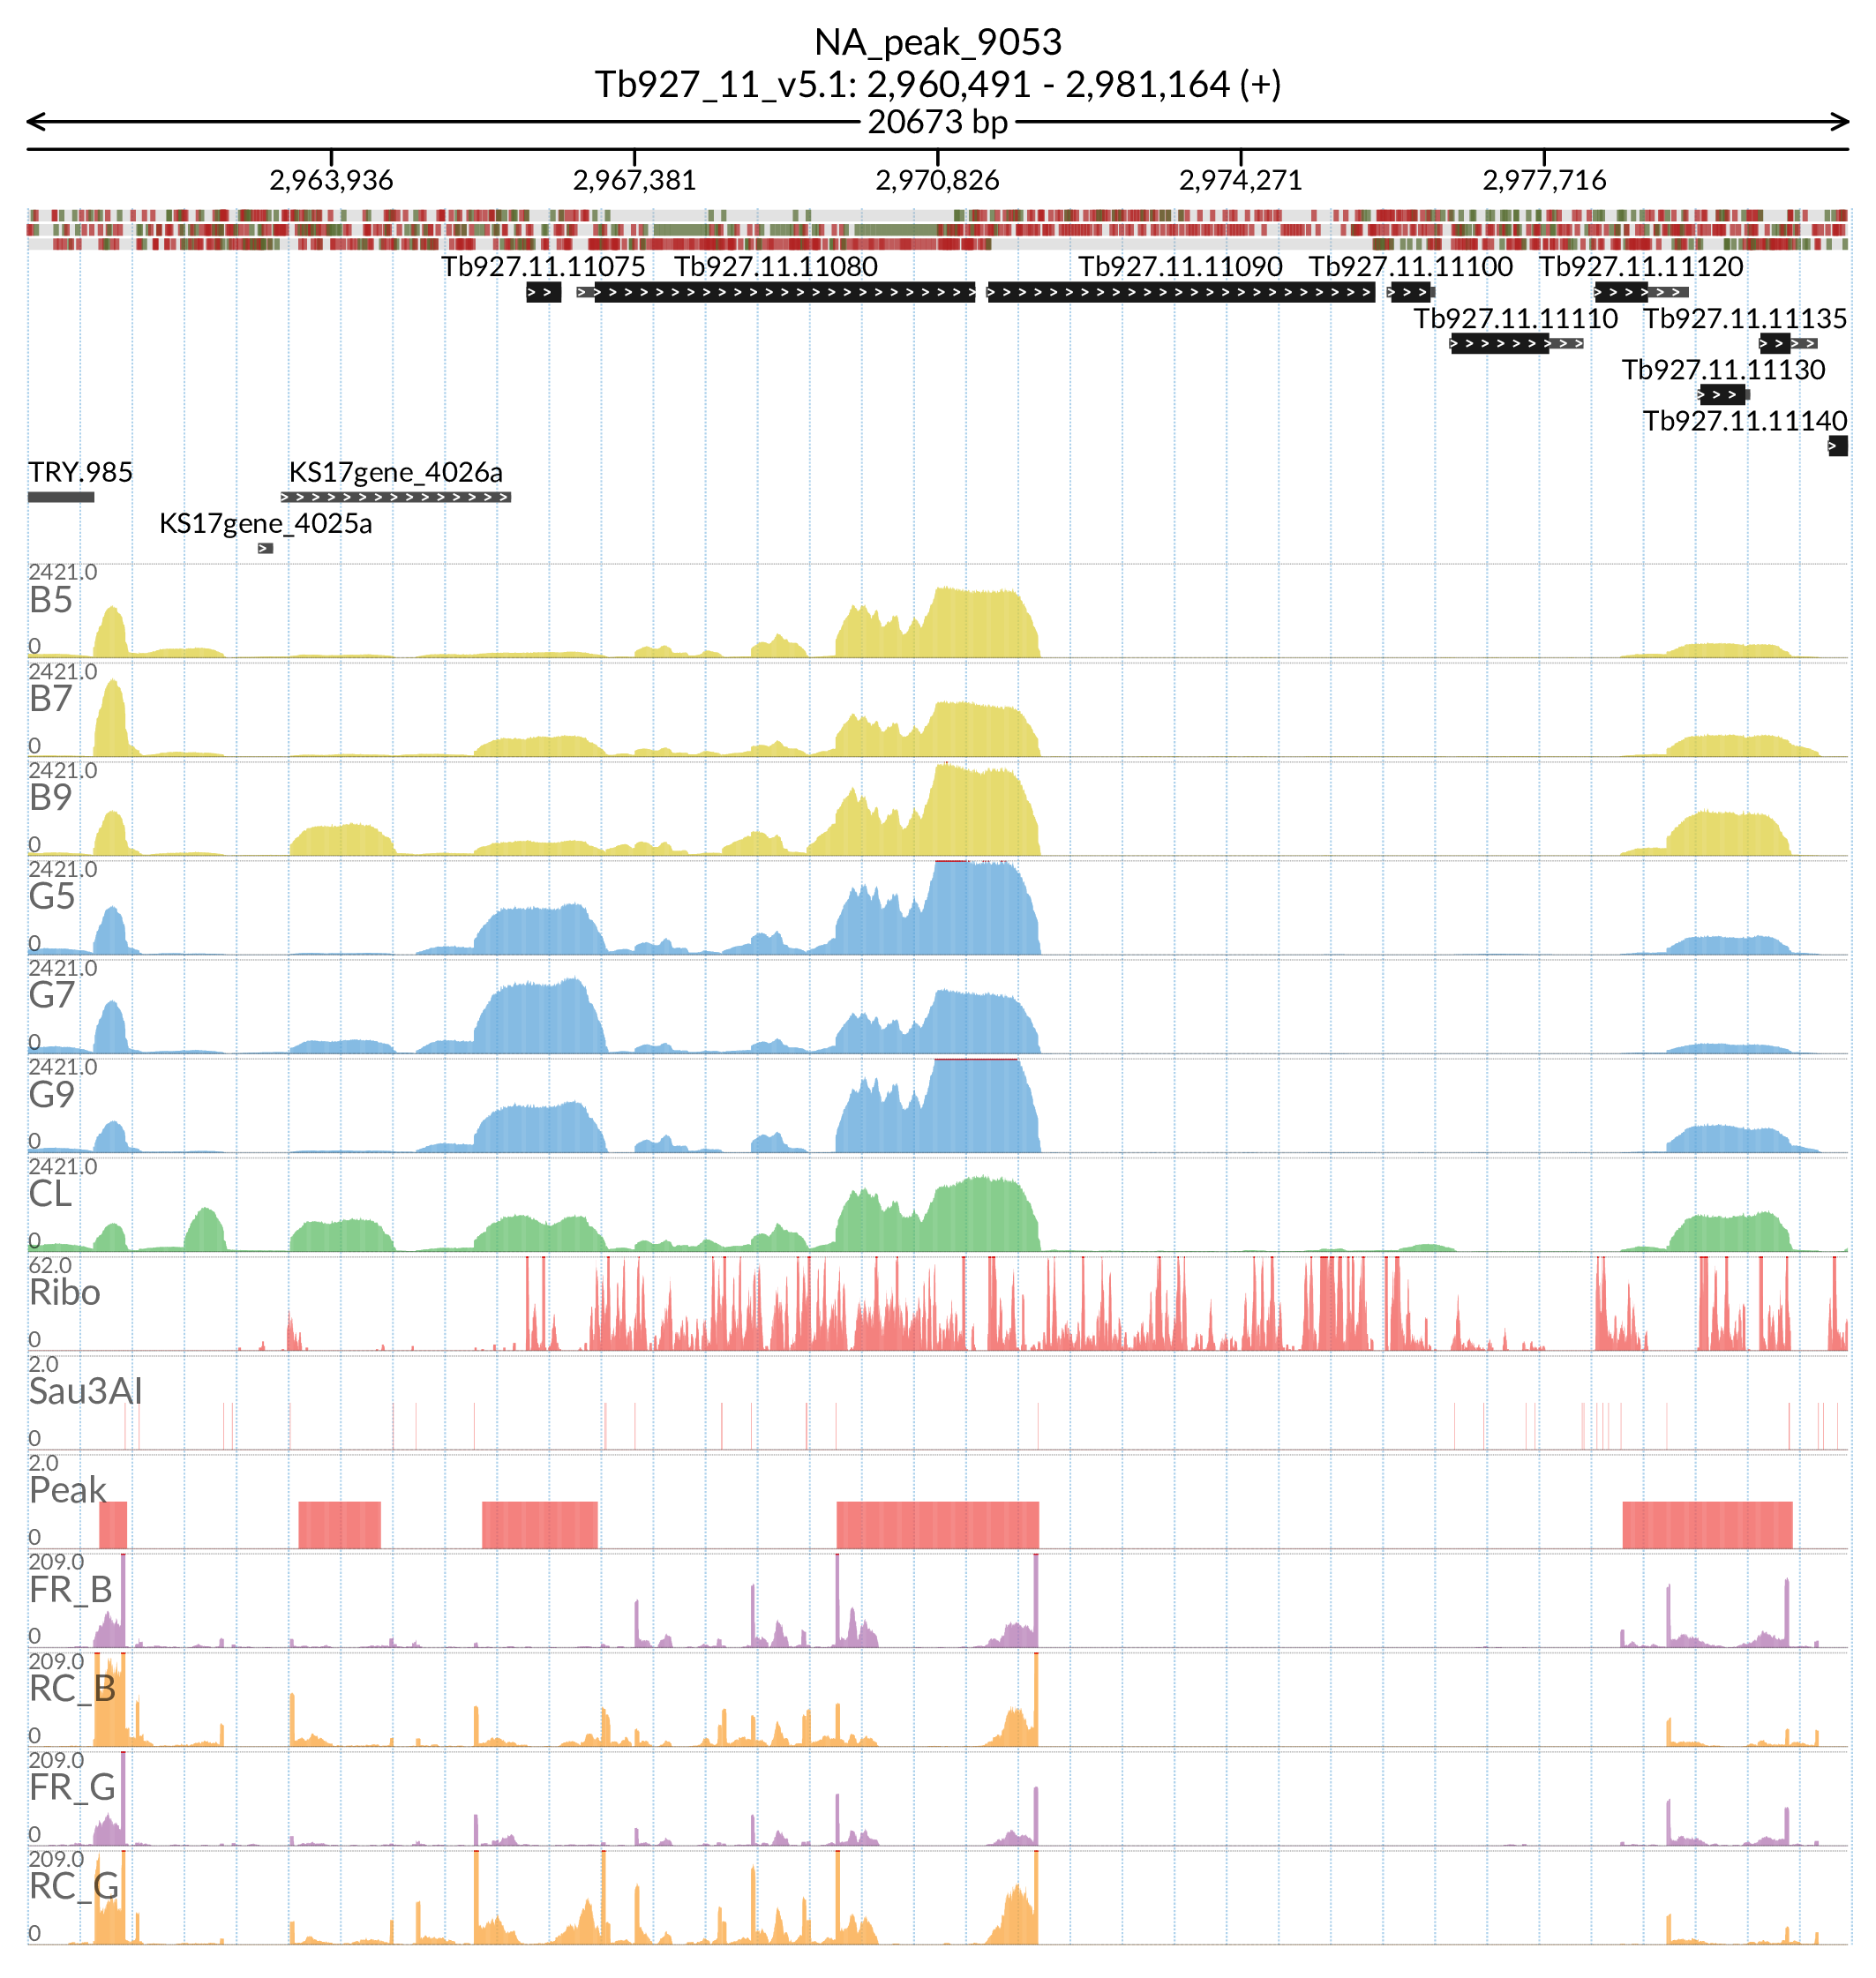 NA_peak_9053
Tb927_11_v5.1: 2,960,491 - 2,981,164 (+)
20673 bp
2,963,936 2,967,381 2,970,826 2,974,271 2,977,716
Tb927.11.11075 Tb927.11.11080 Tb927.11.11090 Tb927.11.11100 Tb927.11.11120
Tb927.11.11110 Tb927.11.11135
Tb927.11.11130
Tb927.11.11140
TRY.985 KS17gene_4026a
KS17gene_4025a
2421.0
B5
0
2421.0
B7
0
2421.0
B9
0
2421.0
G5
0
2421.0
G7
0
2421.0
G9
0
2421.0
CL
0
62.0
Ribo
0
2.0
Sau3AI
0
2.0
Peak
0
209.0
FR_B
0
209.0
RC_B
0
209.0
FR_G
0
209.0
RC_G
0